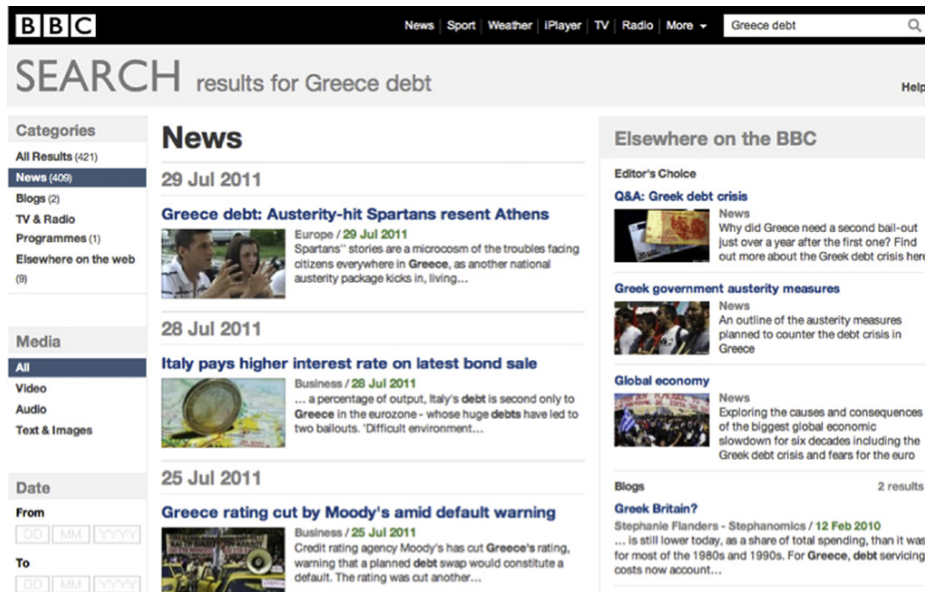 BBC
News Sport Weather iPlayer TV Radio More
Greece debt
SEARCH results for Greece debt
Help
Categories
All Results (421)
News (409)
Blogs (2)
TV & Radio
Programmes (1)
Elsewhere on the web
(9)
Media
All
Video
Audio
Text & Images
Date
From
DD MM YYYY
To
DD MM YYYY
News
29 Jul 2011
Greece debt: Austerity-hit Spartans resent Athens
Europe / 29 Jul 2011
Spartans'' stories are a microcosm of the troubles facing
citizens everywhere in Greece, as another national
austerity package kicks in, living...
28 Jul 2011
Italy pays higher interest rate on latest bond sale
Business / 28 Jul 2011
... a percentage of output, Italy's debt is second only to
Greece in the eurozone - whose huge debts have led to
two bailouts. 'Difficult environment...
25 Jul 2011
Greece rating cut by Moody's amid default warning
Business / 25 Jul 2011
Credit rating agency Moody's has cut Greece's rating,
warning that a planned debt swap would constitute a
default. The rating was cut another...
Elsewhere on the BBC
Editor's Choice
Q&A: Greek debt crisis
News
Why did Greece need a second bail-out
just over a year after the first one? Find
out more about the Greek debt crisis here
Greek government austerity measures
News
An outline of the austerity measures
planned to counter the debt crisis in
Greece
Global economy
News
Exploring the causes and consequences
of the biggest global economic
slowdown for six decades including the
Greek debt crisis and fears for the euro
Blogs 2 results
Greek Britain?
Stephanie Flanders - Stephanomics / 12 Feb 2010
... is still lower today, as a share of total spending, than it was
for most of the 1980s and 1990s. For Greece, debt servicing
costs now account...